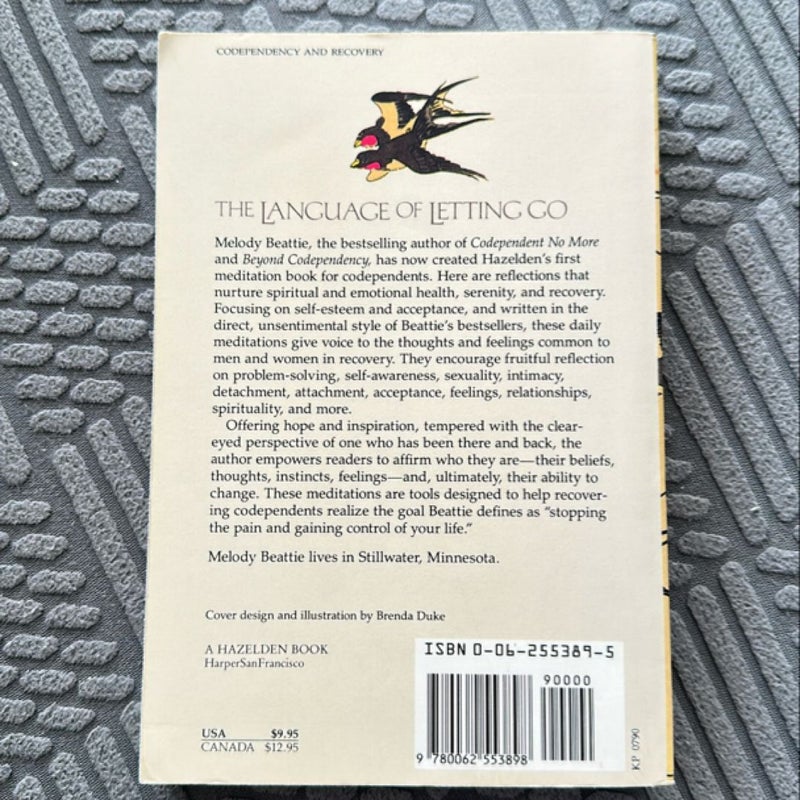 CODEPENDENCY AND RECOVERY
THE LANGUAGE OF LETTING GO
Melody Beattie, the bestselling author of Codependent No More
and Beyond Codependency, has now created Hazelden's first
meditation book for codependents. Here are reflections that
nurture spiritual and emotional health, serenity, and recovery.
Focusing on self-esteem and acceptance, and written in the
direct, unsentimental style of Beattie's bestsellers, these daily
meditations give voice to the thoughts and feelings common to
men and women in recovery. They encourage fruitful reflection
on problem-solving, self-awareness, sexuality, intimacy,
detachment, attachment, acceptance, feelings, relationships,
spirituality, and more.
Offering hope and inspiration, tempered with the clear-
eyed perspective of one who has been there and back, the
author empowers readers to affirm who they are—their beliefs,
thoughts, instincts, feelings—and, ultimately, their ability to
change. These meditations are tools designed to help recover-
ing codependents realize the goal Beattie defines as "stopping
the pain and gaining control of your life."
Melody Beattie lives in Stillwater, Minnesota.
Cover design and illustration by Brenda Duke
A HAZELDEN BOOK
HarperSanFrancisco
USA $9.95
CANADA $12.95
ISBN 0-06-255389-5
90000
9 780062 553898
KP 0790